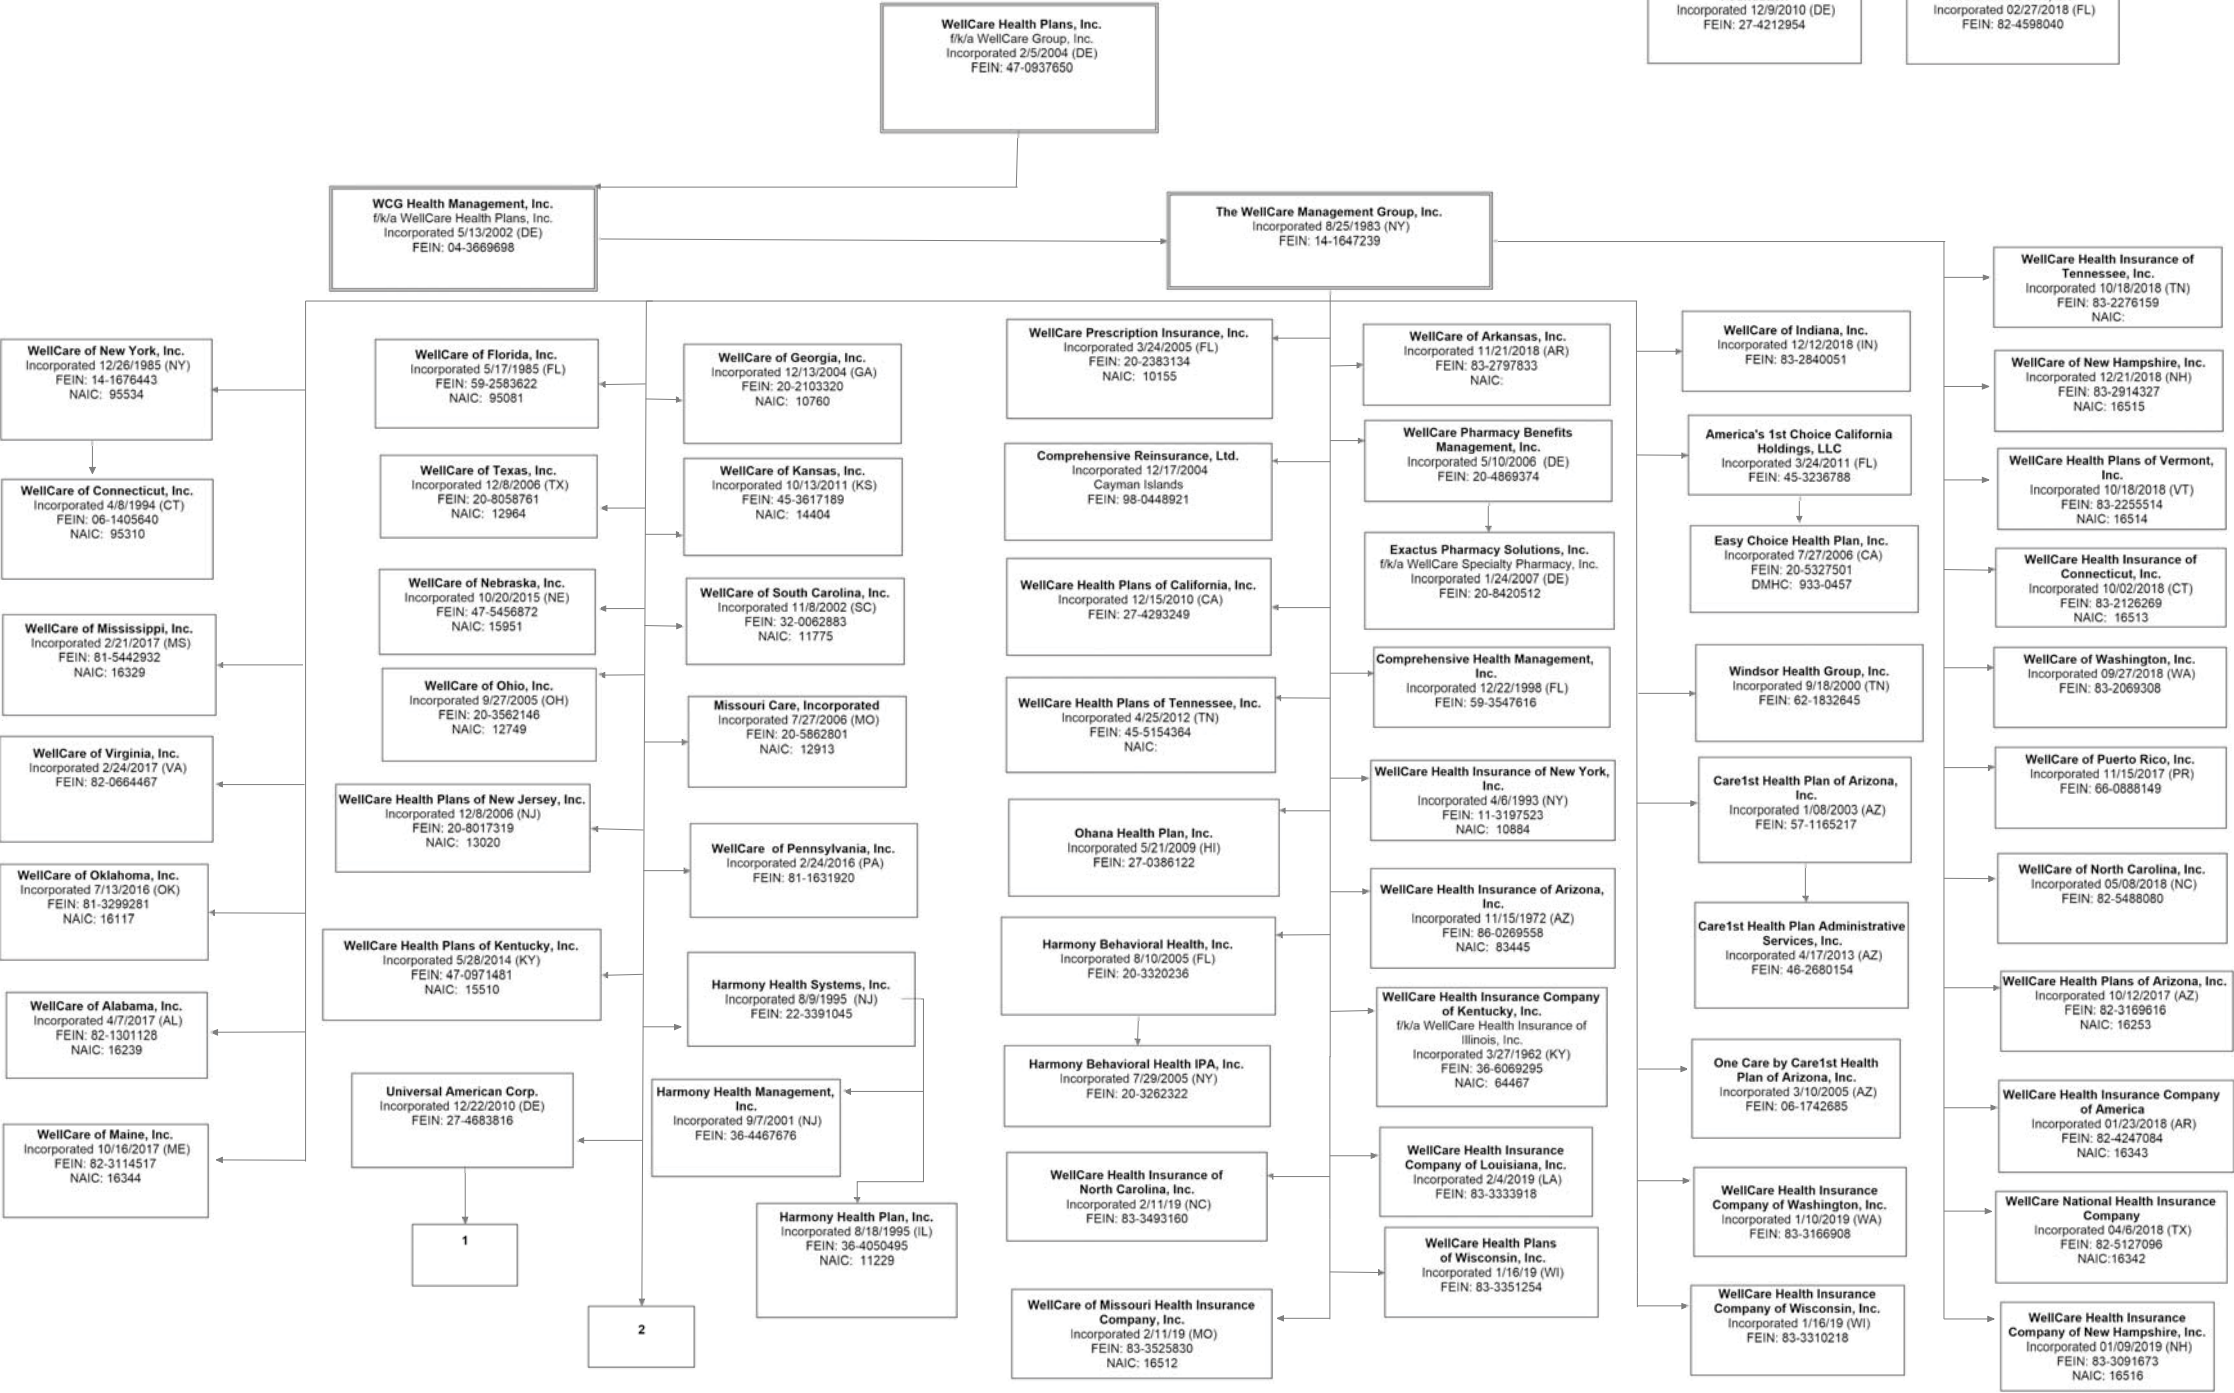 Incorporated 12/9/2010 (DE)
FEIN: 27-4212954
Incorporated 02/27/2018 (FL)
FEIN: 82-4598040
WellCare Health Plans, Inc.
f/k/a WellCare Group, Inc.
Incorporated 2/5/2004 (DE)
FEIN: 47-0937650
WCG Health Management, Inc.
f/k/a WellCare Health Plans, Inc.
Incorporated 5/13/2002 (DE)
FEIN: 04-3669698
The WellCare Management Group, Inc.
Incorporated 8/25/1983 (NY)
FEIN: 14-1647239
WellCare of New York, Inc.
Incorporated 12/26/1985 (NY)
FEIN: 14-1676443
NAIC: 95534
WellCare of Connecticut, Inc.
Incorporated 4/8/1994 (CT)
FEIN: 06-1405640
NAIC: 95310
WellCare of Mississippi, Inc.
Incorporated 2/21/2017 (MS)
FEIN: 81-5442932
NAIC: 16329
WellCare of Virginia, Inc.
Incorporated 2/24/2017 (VA)
FEIN: 82-0664467
WellCare of Oklahoma, Inc.
Incorporated 7/13/2016 (OK)
FEIN: 81-3299281
NAIC: 16117
WellCare of Alabama, Inc.
Incorporated 4/7/2017 (AL)
FEIN: 82-1301128
NAIC: 16239
WellCare of Maine, Inc.
Incorporated 10/16/2017 (ME)
FEIN: 82-3114517
NAIC: 16344
WellCare of Florida, Inc.
Incorporated 5/17/1985 (FL)
FEIN: 59-2583622
NAIC: 95081
WellCare of Texas, Inc.
Incorporated 12/8/2006 (TX)
FEIN: 20-8058761
NAIC: 12964
WellCare of Nebraska, Inc.
Incorporated 10/20/2015 (NE)
FEIN: 47-5456872
NAIC: 15951
WellCare of Ohio, Inc.
Incorporated 9/27/2005 (OH)
FEIN: 20-3562146
NAIC: 12749
WellCare Health Plans of New Jersey, Inc.
Incorporated 12/8/2006 (NJ)
FEIN: 20-8017319
NAIC: 13020
WellCare Health Plans of Kentucky, Inc.
Incorporated 5/28/2014 (KY)
FEIN: 47-0971481
NAIC: 15510
Universal American Corp.
Incorporated 12/22/2010 (DE)
FEIN: 27-4683816
1
WellCare of Georgia, Inc.
Incorporated 12/13/2004 (GA)
FEIN: 20-2103320
NAIC: 10760
WellCare of Kansas, Inc.
Incorporated 10/13/2011 (KS)
FEIN: 45-3617189
NAIC: 14404
WellCare of South Carolina, Inc.
Incorporated 11/8/2002 (SC)
FEIN: 32-0062883
NAIC: 11775
Missouri Care, Incorporated
Incorporated 7/27/2006 (MO)
FEIN: 20-5862801
NAIC: 12913
WellCare of Pennsylvania, Inc.
Incorporated 2/24/2016 (PA)
FEIN: 81-1631920
Harmony Health Systems, Inc.
Incorporated 8/9/1995 (NJ)
FEIN: 22-3391045
Harmony Health Management,
Inc.
Incorporated 9/7/2001 (NJ)
FEIN: 36-4467676
Harmony Health Plan, Inc.
Incorporated 8/18/1995 (IL)
FEIN: 36-4050495
NAIC: 11229
2
WellCare Prescription Insurance, Inc.
Incorporated 3/24/2005 (FL)
FEIN: 20-2383134
NAIC: 10155
Comprehensive Reinsurance, Ltd.
Incorporated 12/17/2004
Cayman Islands
FEIN: 98-0448921
WellCare Health Plans of California, Inc.
Incorporated 12/15/2010 (CA)
FEIN: 27-4293249
WellCare Health Plans of Tennessee, Inc.
Incorporated 4/25/2012 (TN)
FEIN: 45-5154364
NAIC:
Ohana Health Plan, Inc.
Incorporated 5/21/2009 (HI)
FEIN: 27-0386122
Harmony Behavioral Health, Inc.
Incorporated 8/10/2005 (FL)
FEIN: 20-3320236
Harmony Behavioral Health IPA, Inc.
Incorporated 7/29/2005 (NY)
FEIN: 20-3262322
WellCare Health Insurance of
North Carolina, Inc.
Incorporated 2/11/19 (NC)
FEIN: 83-3493160
WellCare of Missouri Health Insurance
Company, Inc.
Incorporated 2/11/19 (MO)
FEIN: 83-3525830
NAIC: 16512
WellCare of Arkansas, Inc.
Incorporated 11/21/2018 (AR)
FEIN: 83-2797833
NAIC:
WellCare Pharmacy Benefits
Management, Inc.
Incorporated 5/10/2006 (DE)
FEIN: 20-4869374
Exactus Pharmacy Solutions, Inc.
f/k/a WellCare Specialty Pharmacy, Inc.
Incorporated 1/24/2007 (DE)
FEIN: 20-8420512
Comprehensive Health Management,
Inc.
Incorporated 12/22/1998 (FL)
FEIN: 59-3547616
WellCare Health Insurance of New York,
Inc.
Incorporated 4/6/1993 (NY)
FEIN: 11-3197523
NAIC: 10884
WellCare Health Insurance of Arizona,
Inc.
Incorporated 11/15/1972 (AZ)
FEIN: 86-0269558
NAIC: 83445
WellCare Health Insurance Company
of Kentucky, Inc.
f/k/a WellCare Health Insurance of
Illinois, Inc.
Incorporated 3/27/1962 (KY)
FEIN: 36-6069295
NAIC: 64467
WellCare Health Insurance
Company of Louisiana, Inc.
Incorporated 2/4/2019 (LA)
FEIN: 83-3333918
WellCare Health Plans
of Wisconsin, Inc.
Incorporated 1/16/19 (WI)
FEIN: 83-3351254
WellCare of Indiana, Inc.
Incorporated 12/12/2018 (IN)
FEIN: 83-2840051
America's 1st Choice California
Holdings, LLC
Incorporated 3/24/2011 (FL)
FEIN: 45-3236788
Easy Choice Health Plan, Inc.
Incorporated 7/27/2006 (CA)
FEIN: 20-5327501
DMHC: 933-0457
Windsor Health Group, Inc.
Incorporated 9/18/2000 (TN)
FEIN: 62-1832645
Care1st Health Plan of Arizona,
Inc.
Incorporated 1/08/2003 (AZ)
FEIN: 57-1165217
Care1st Health Plan Administrative
Services, Inc.
Incorporated 4/17/2013 (AZ)
FEIN: 46-2680154
One Care by Care1st Health
Plan of Arizona, Inc.
Incorporated 3/10/2005 (AZ)
FEIN: 06-1742685
WellCare Health Insurance
Company of Washington, Inc.
Incorporated 1/10/2019 (WA)
FEIN: 83-3166908
WellCare Health Insurance
Company of Wisconsin, Inc.
Incorporated 1/16/19 (WI)
FEIN: 83-3310218
WellCare Health Insurance of
Tennessee, Inc.
Incorporated 10/18/2018 (TN)
FEIN: 83-2276159
NAIC:
WellCare of New Hampshire, Inc.
Incorporated 12/21/2018 (NH)
FEIN: 83-2914327
NAIC: 16515
WellCare Health Plans of Vermont,
Inc.
Incorporated 10/18/2018 (VT)
FEIN: 83-2255514
NAIC: 16514
WellCare Health Insurance of
Connecticut, Inc.
Incorporated 10/02/2018 (CT)
FEIN: 83-2126269
NAIC: 16513
WellCare of Washington, Inc.
Incorporated 09/27/2018 (WA)
FEIN: 83-2069308
WellCare of Puerto Rico, Inc.
Incorporated 11/15/2017 (PR)
FEIN: 66-0888149
WellCare of North Carolina, Inc.
Incorporated 05/08/2018 (NC)
FEIN: 82-5488080
WellCare Health Plans of Arizona, Inc.
Incorporated 10/12/2017 (AZ)
FEIN: 82-3169616
NAIC: 16253
WellCare Health Insurance Company
of America
Incorporated 01/23/2018 (AR)
FEIN: 82-4247084
NAIC: 16343
WellCare National Health Insurance
Company
Incorporated 04/6/2018 (TX)
FEIN: 82-5127096
NAIC:16342
WellCare Health Insurance
Company of New Hampshire, Inc.
Incorporated 01/09/2019 (NH)
FEIN: 83-3091673
NAIC: 16516